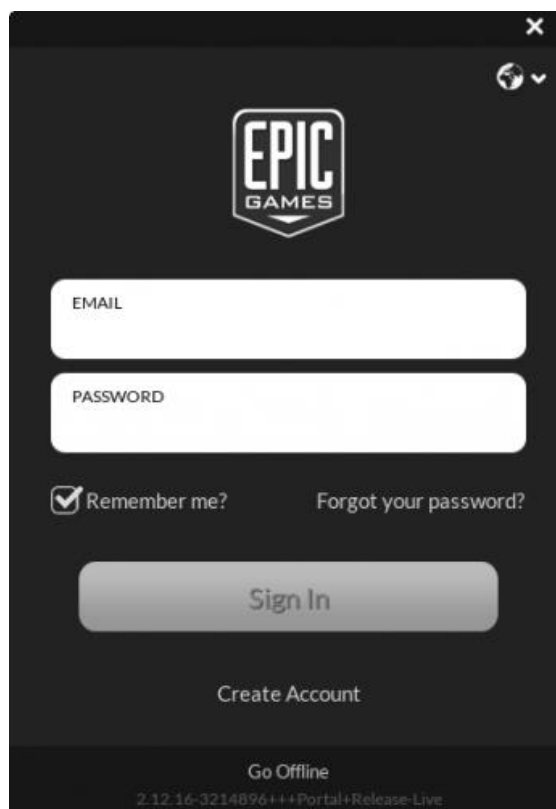 EPIC
GAMES
EMAIL
PASSWORD
Remember me? Forgot your password?
Sign In
Create Account
Go Offline
2.12.16-3214896+++Portal+Release-Live